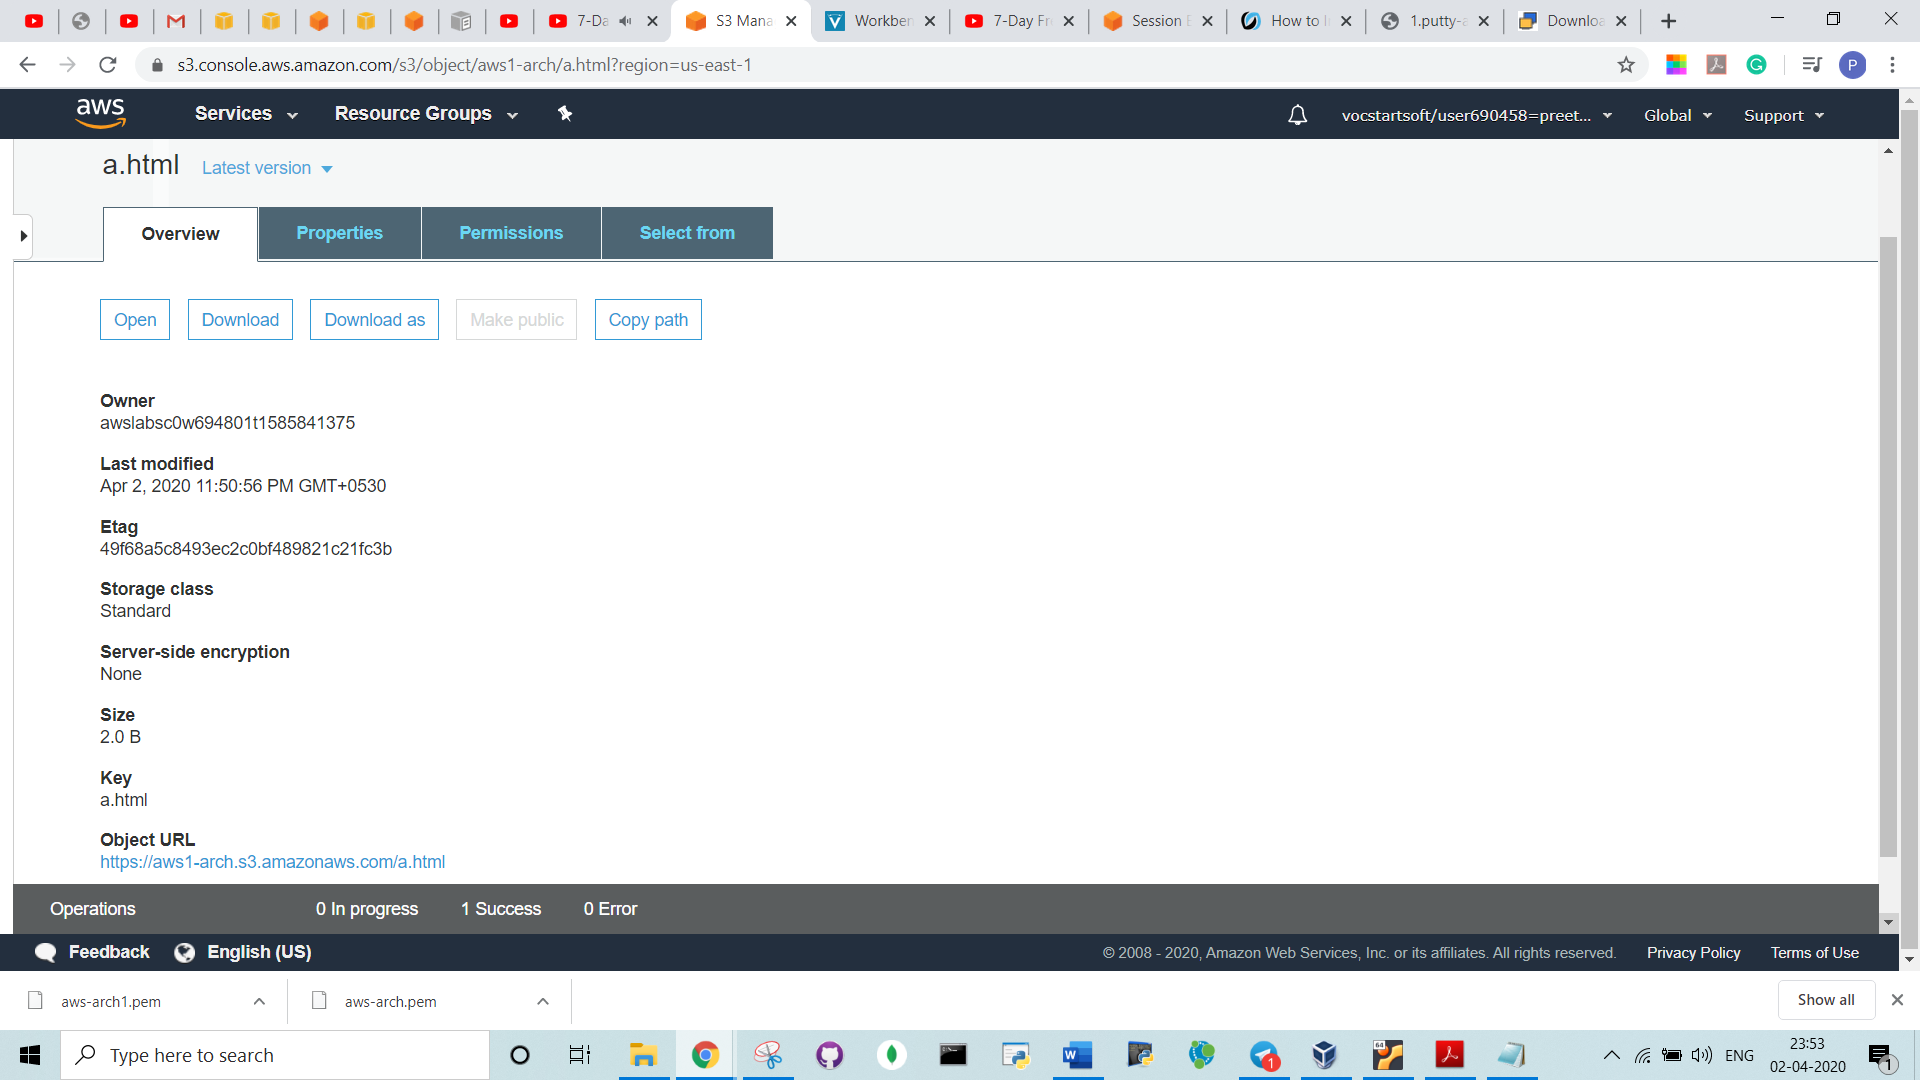 7-Da
S3 Mana
Workben
7-Day Fr
Session
How to
1.putty-
Downloa
s3.console.aws.amazon.com/s3/object/aws1-arch/a.html?region=us-east-1
P
aws
Services
Resource Groups
vocstartsoft/user690458=preet...
Global
Support
a.html
Latest version
Overview
Properties
Permissions
Select from
Open
Download
Download as
Make public
Copy path
Owner
awslabsc0w694801t1585841375
Last modified
Apr 2, 2020 11:50:56 PM GMT+0530
Etag
49f68a5c8493ec2c0bf489821c21fc3b
Storage class
Standard
Server-side encryption
None
Size
2.0 B
Key
a.html
Object URL
https://aws1-arch.s3.amazonaws.com/a.html
Operations
0 In progress
1 Success
0 Error
Feedback
English (US)
© 2008 - 2020, Amazon Web Services, Inc. or its affiliates. All rights reserved.
Privacy Policy
Terms of Use
aws-arch1.pem
aws-arch.pem
Show all
Type here to search
ENG
23:53
02-04-2020
1